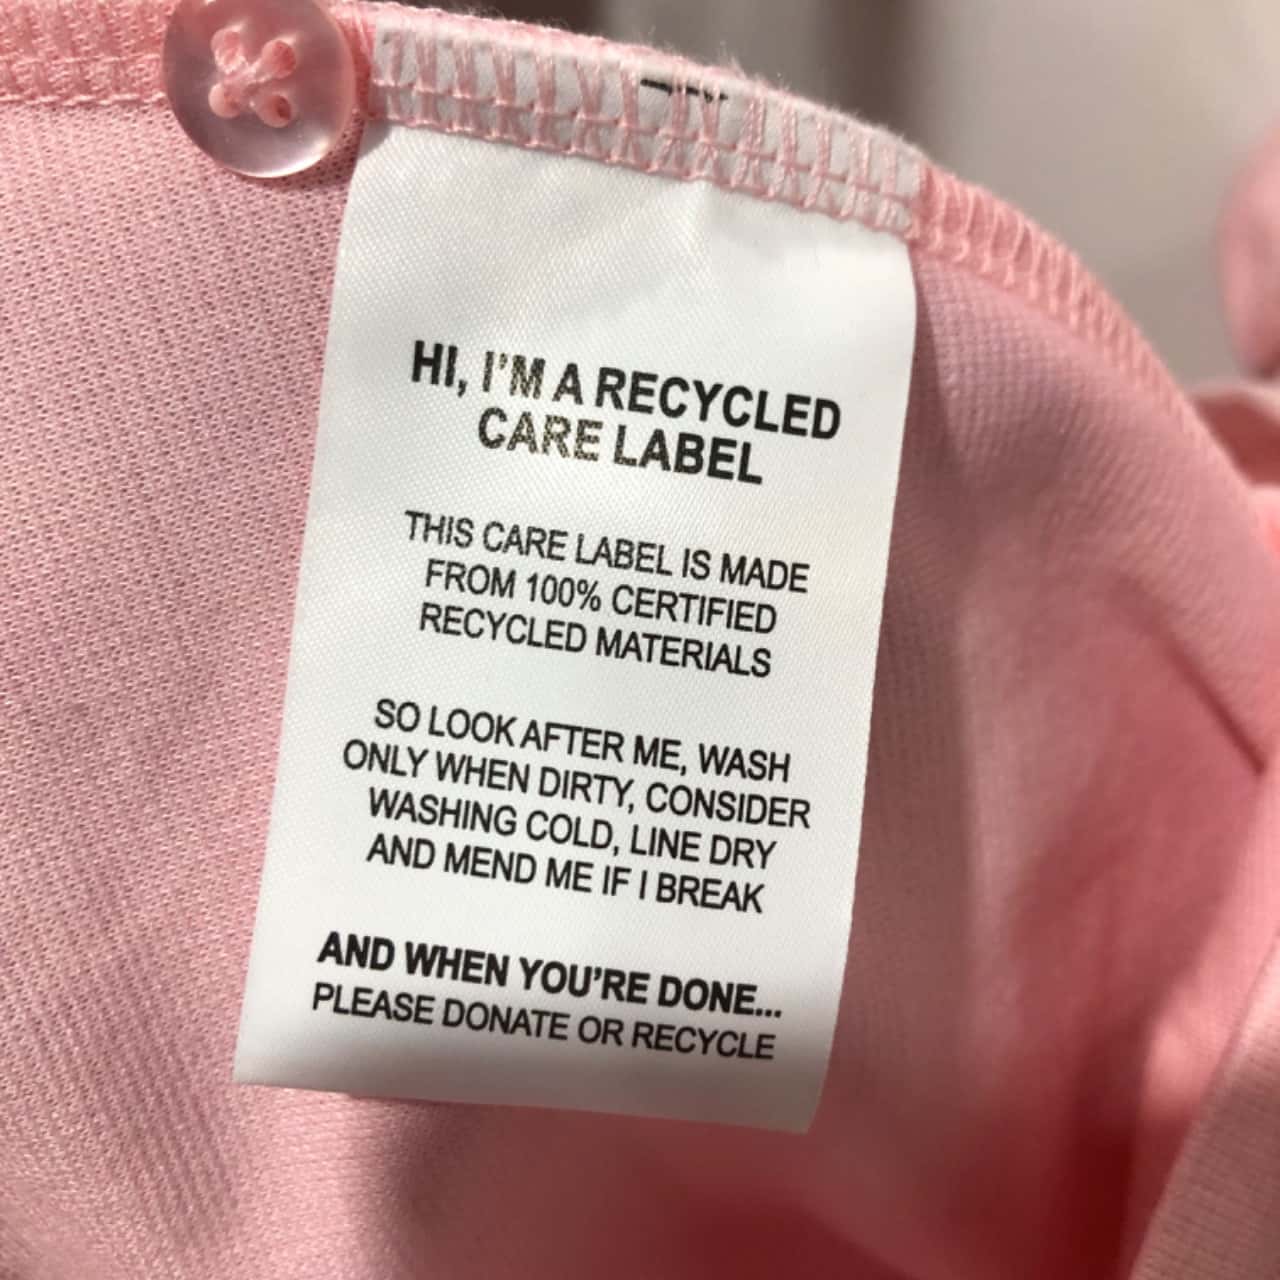 HI, I'M A RECYCLED
CARE LABEL
THIS CARE LABEL IS MADE
FROM 100% CERTIFIED
RECYCLED MATERIALS
SO LOOK AFTER ME, WASH
ONLY WHEN DIRTY, CONSIDER
WASHING COLD, LINE DRY
AND MEND ME IF I BREAK
AND WHEN YOU'RE DONE...
PLEASE DONATE OR RECYCLE